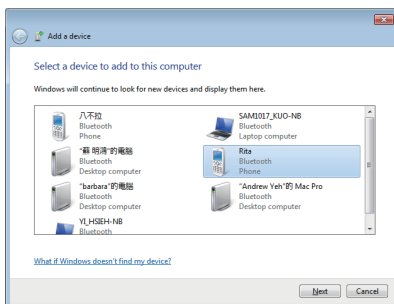 Add a device
Select a device to add to this computer
Windows will continue to look for new devices and display them here.
八不拉
Bluetooth
Phone
SAM1017_KUO-NB
Bluetooth
Laptop computer
"蘇 明鴻"的電腦
Bluetooth
Desktop computer
Rita
Bluetooth
Phone
"barbara"的電腦
Bluetooth
Desktop computer
"Andrew Yeh"的 Mac Pro
Bluetooth
Desktop computer
YI_HSIEH-NB
Bluetooth
What if Windows doesn't find my device?
Next
Cancel